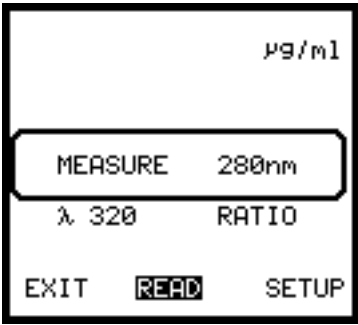 µg/ml
MEASURE 280nm
λ 320 RATIO
EXIT READ SETUP